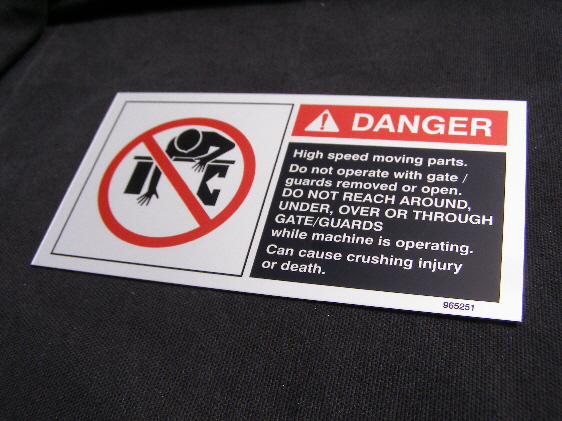 DANGER
High speed moving parts.
Do not operate with gate /
guards removed or open.
DO NOT REACH AROUND,
UNDER, OVER OR THROUGH
GATE/GUARDS
while machine is operating.
Can cause crushing injury
or death.
965251